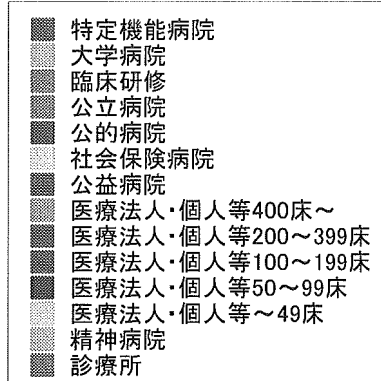 特定機能病院
大学病院
臨床研修
公立病院
公的病院
社会保険病院
公益病院
医療法人・個人等400床～
医療法人・個人等200～399床
医療法人・個人等100～199床
医療法人・個人等50～99床
医療法人・個人等～49床
精神病院
診療所